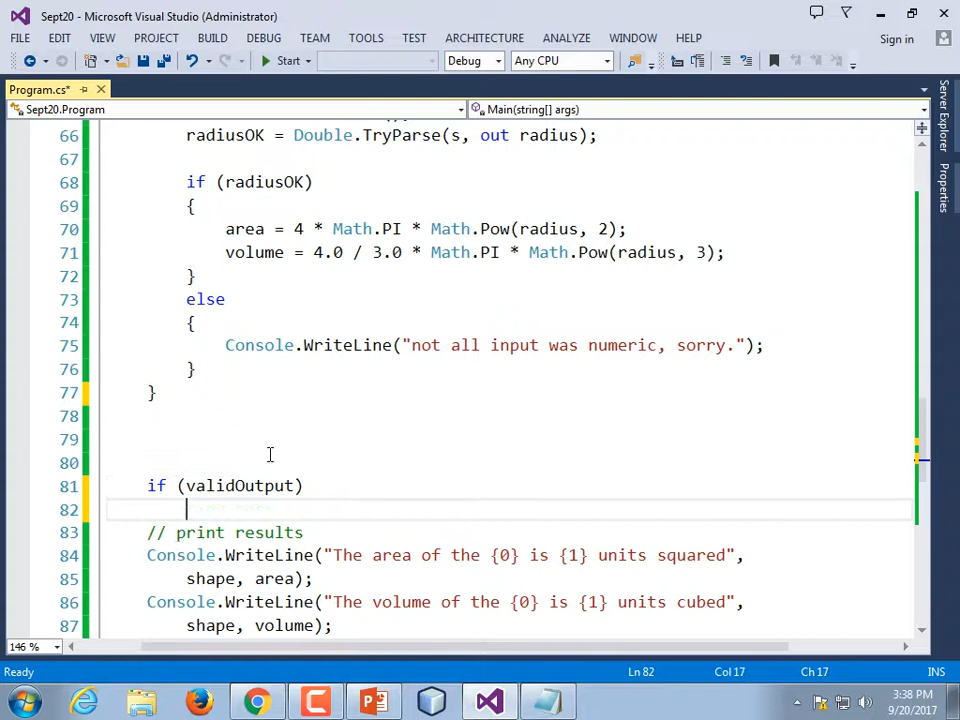 Sept20 - Microsoft Visual Studio (Administrator)
FILE EDIT VIEW PROJECT BUILD DEBUG TEAM TOOLS TEST ARCHITECTURE ANALYZE WINDOW HELP Sign in
Start Debug Any CPU
Program.cs*
Sept20.Program Main(string[] args)
66 radiusOK = Double.TryParse(s, out radius);
67
68 if (radiusOK)
69 {
70 area = 4 * Math.PI * Math.Pow(radius, 2);
71 volume = 4.0 / 3.0 * Math.PI * Math.Pow(radius, 3);
72 }
73 else
74 {
75 Console.WriteLine("not all input was numeric, sorry.");
76 }
77 }
78
79
80
81 if (validOutput)
82
83 // print results
84 Console.WriteLine("The area of the {0} is {1} units squared",
85 shape, area);
86 Console.WriteLine("The volume of the {0} is {1} units cubed",
87 shape, volume);
Server Explorer
Properties
146 %
Ready Ln 82 Col 17 Ch 17 INS
3:38 PM
9/20/2017